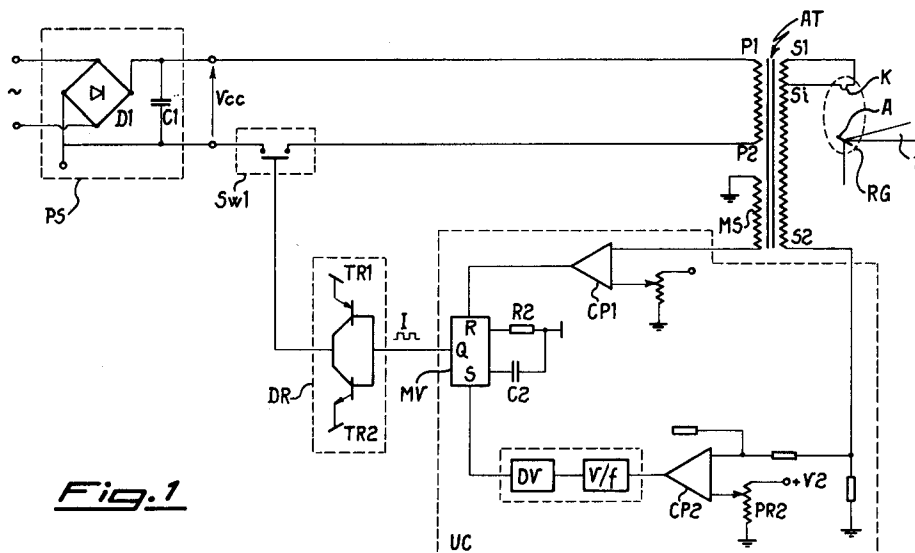 AT
P1
S1
K
Si
~
D1
C1
Vcc
A
P2
Sw1
PS
RG
MS
S2
TR1
CP1
R2
I
R
Q
S
MV
C2
DR
TR2
DV
V/f
CP2
+V2
PR2
UC
Fig.1